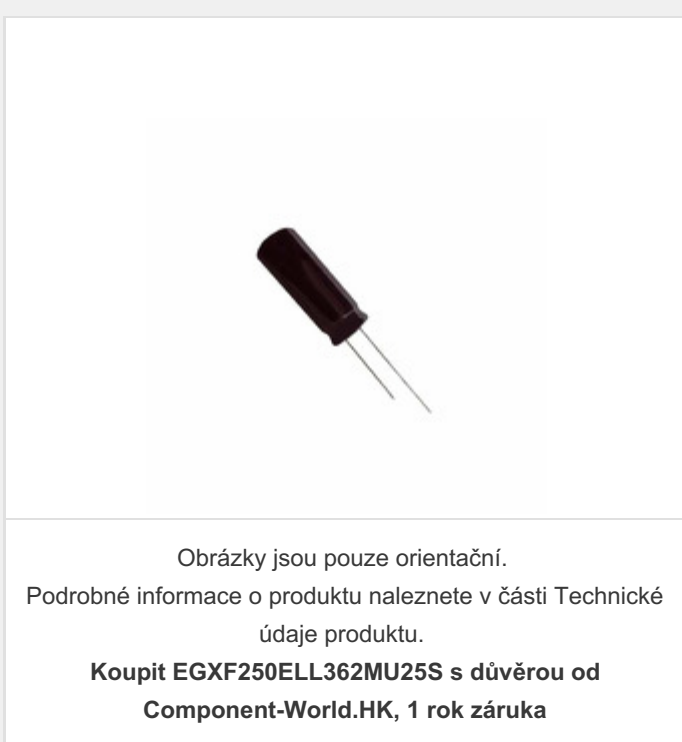 Obrázky jsou pouze orientační.
Podrobné informace o produktu naleznete v části Technické
údaje produktu.
Koupit EGXF250ELL362MU25S s důvěrou od
Component-World.HK, 1 rok záruka